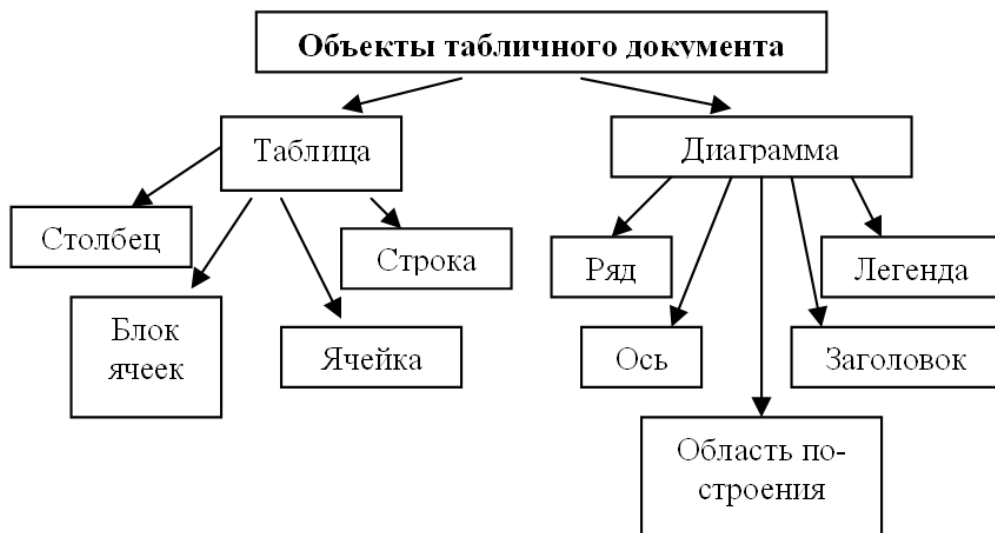 Объекты табличного документа
Таблица
Диаграмма
Столбец
Строка
Ряд
Легенда
Блок
ячеек
Ячейка
Ось
Заголовок
Область по-
строения